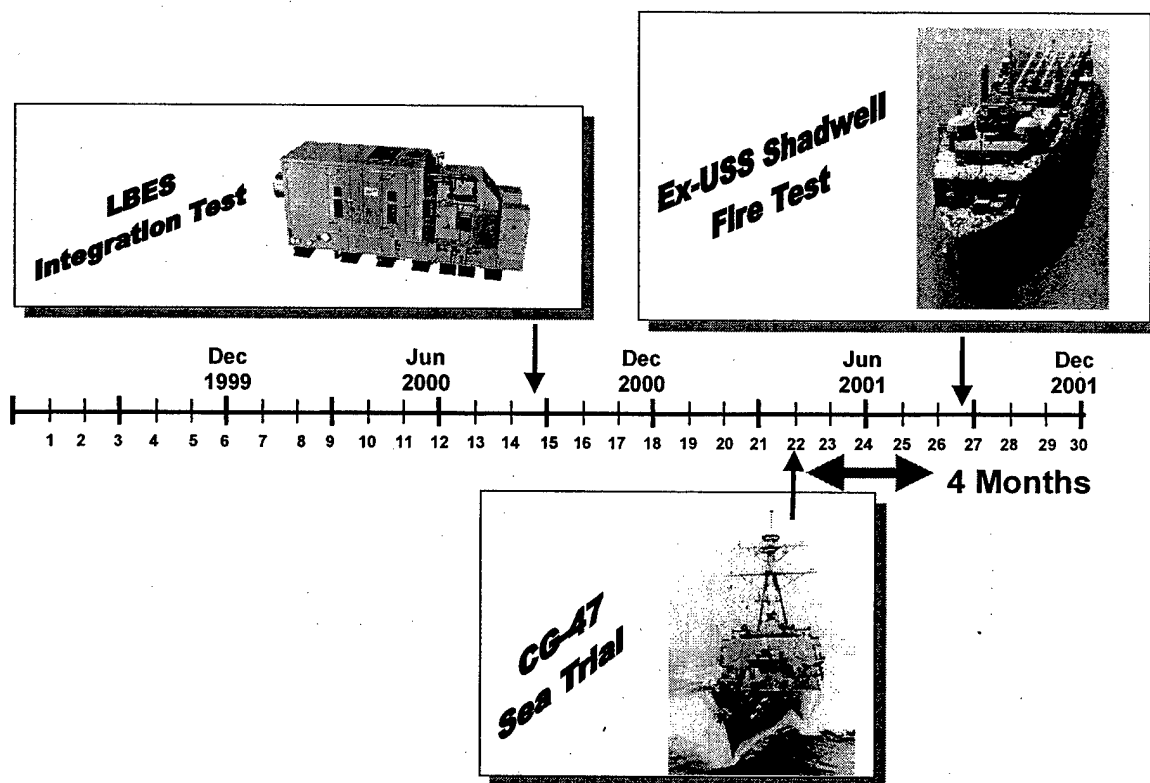 LBES
Integration Test
Ex-USS Shadwell
Fire Test
Dec
1999
Jun
2000
Dec
2000
Jun
2001
Dec
2001
1 2 3 4 5 6 7 8 9 10 11 12 13 14 15 16 17 18 19 20 21 22 23 24 25 26 27 28 29 30
4 Months
CG-47
Sea Trial